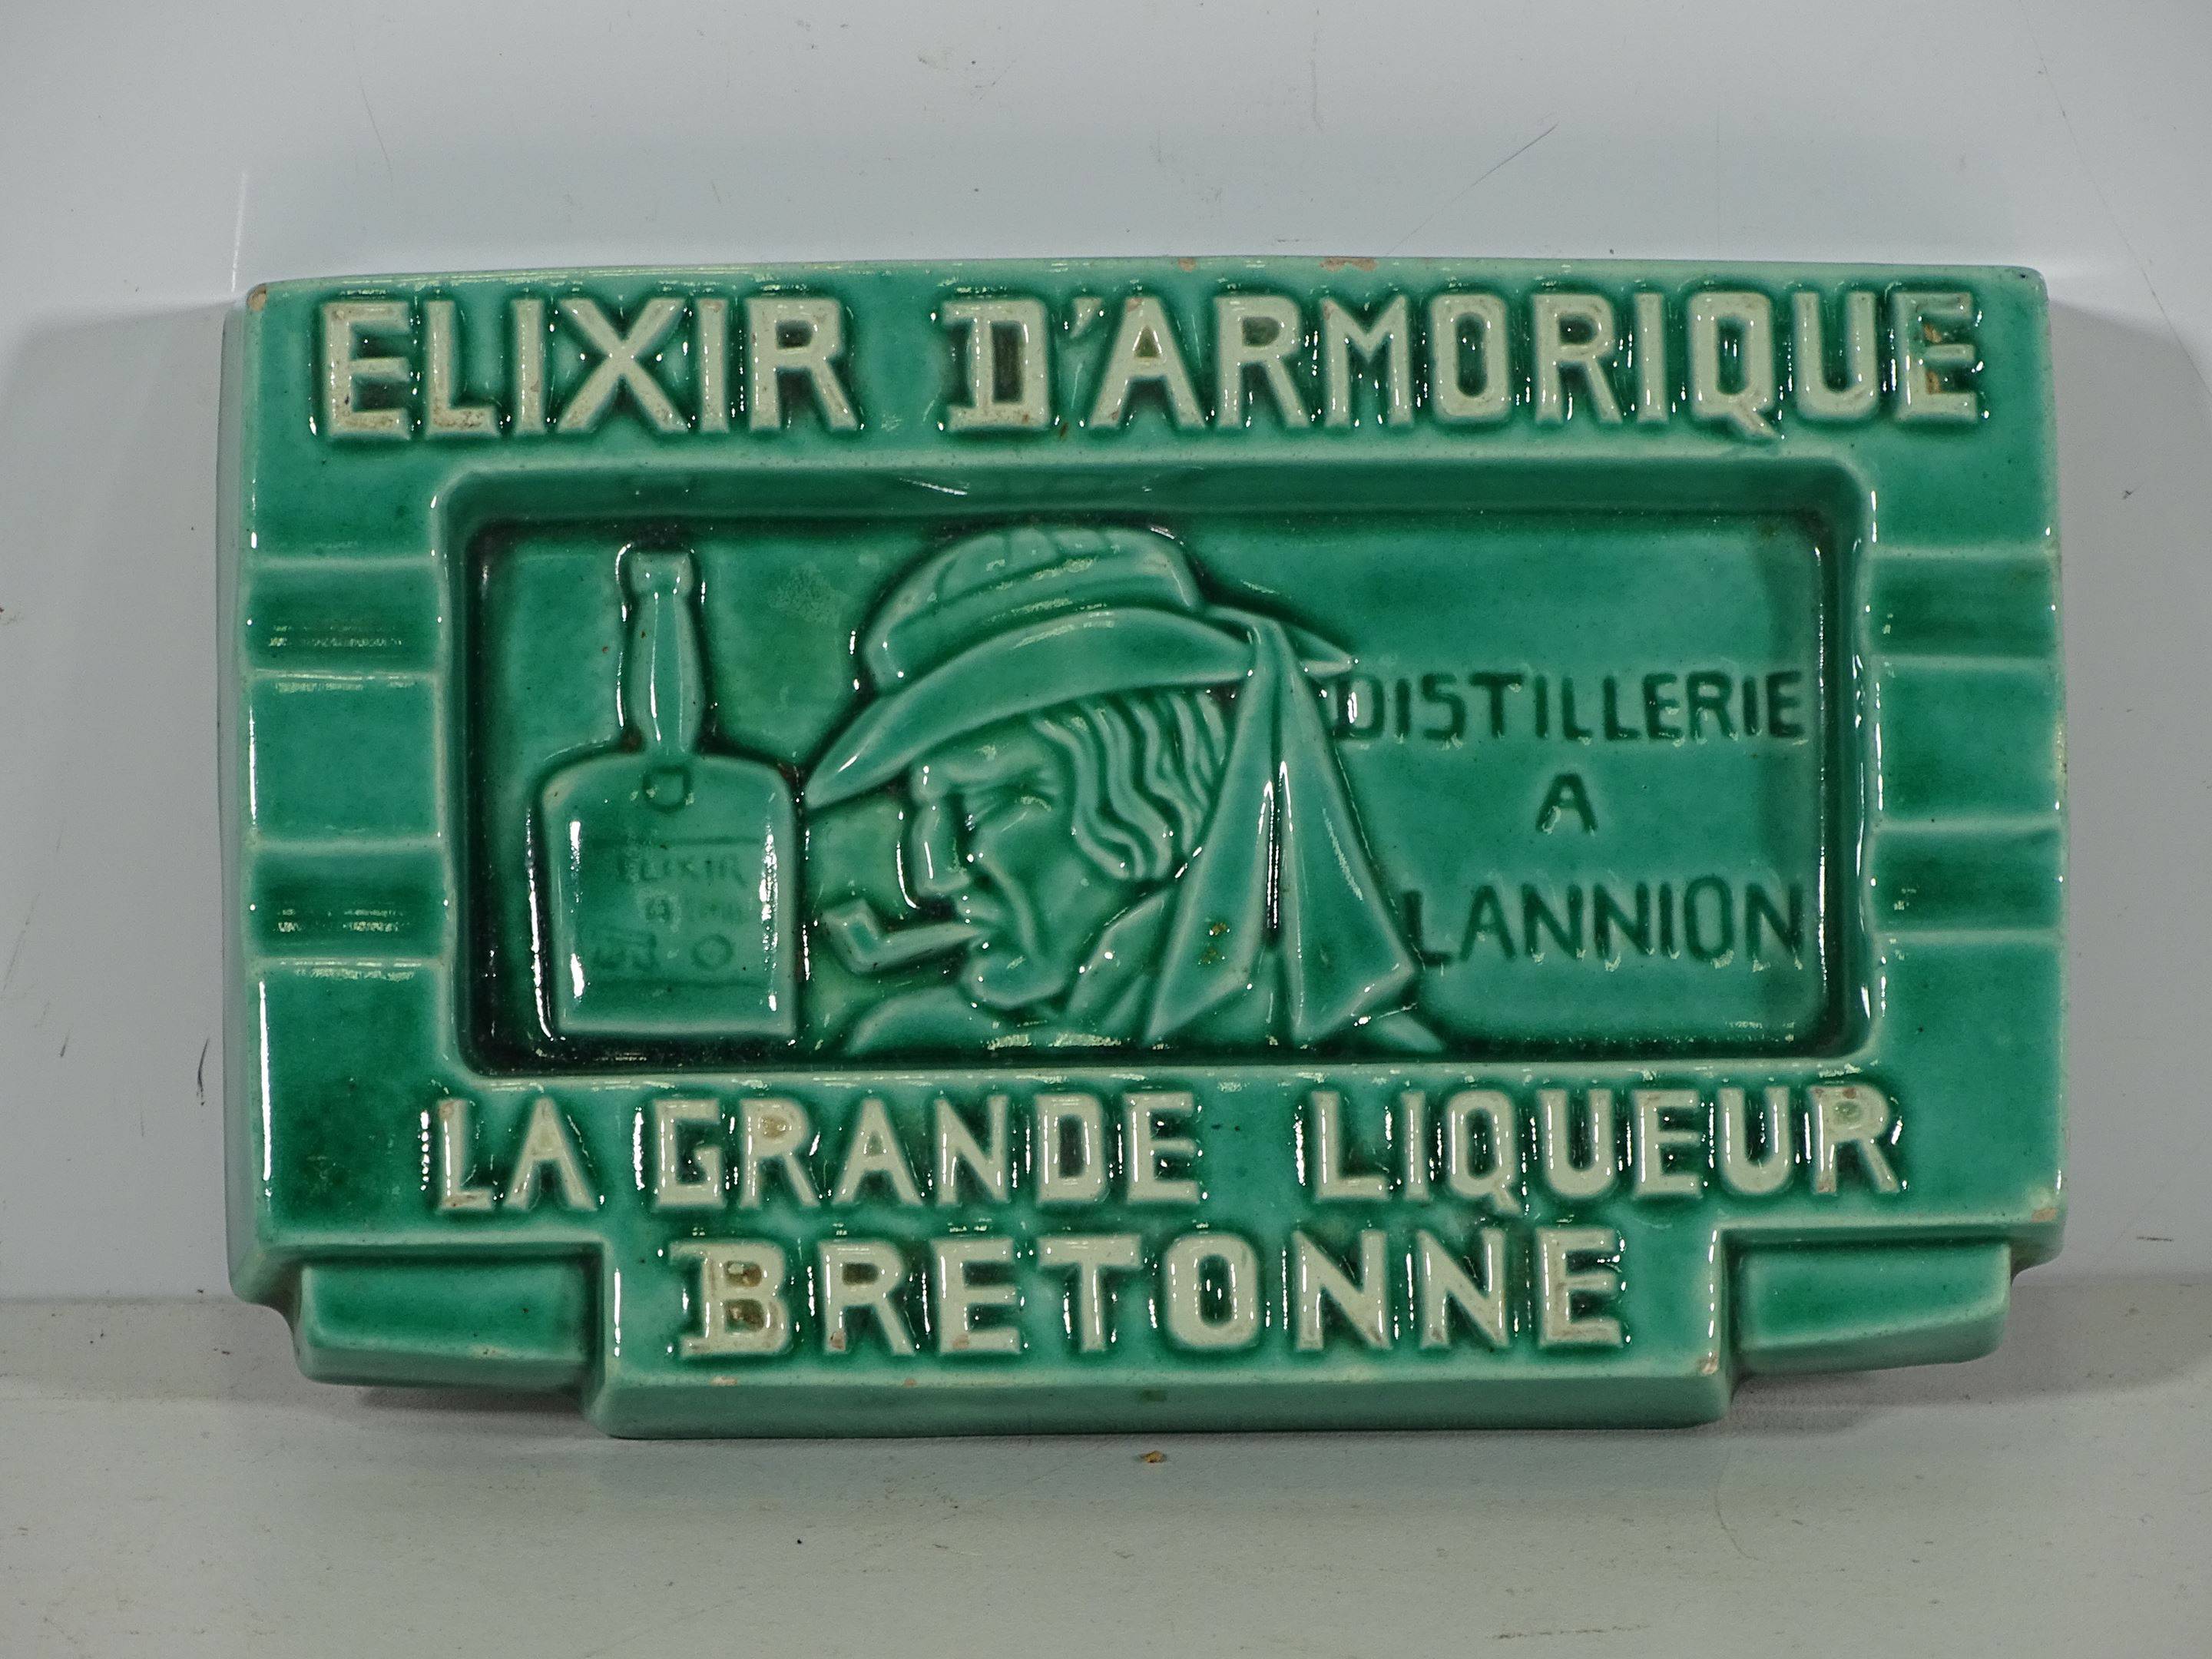 ELIXIR D'ARMORIQUE
ELIXIR
DISTILLERIE
A
LANNION
LA GRANDE LIQUEUR
BRETONNE